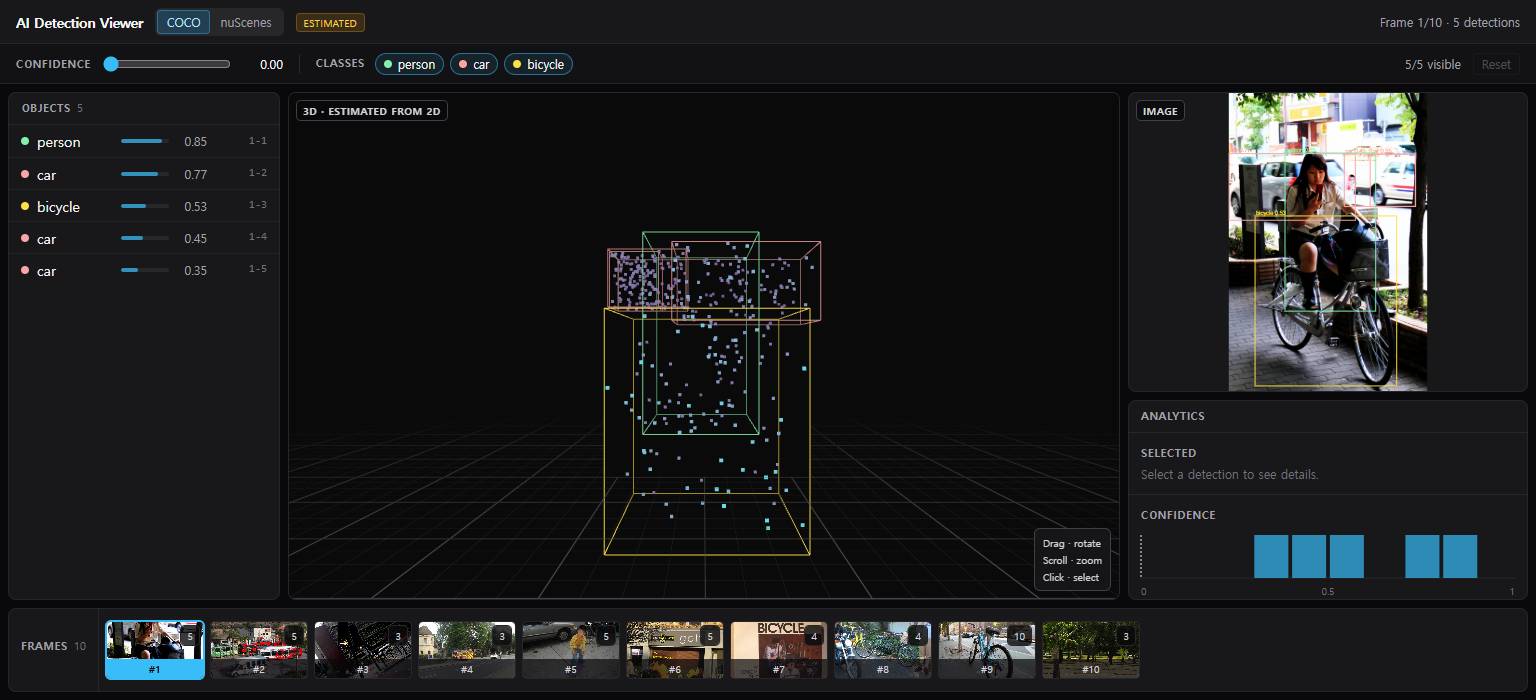 AI Detection Viewer COCO nuScenes ESTIMATED Frame 1/10 · 5 detections
CONFIDENCE 0.00 CLASSES person car bicycle 5/5 visible Reset
OBJECTS 5
person 0.85 1-1
car 0.77 1-2
bicycle 0.53 1-3
car 0.45 1-4
car 0.35 1-5
3D · ESTIMATED FROM 2D
Drag · rotate
Scroll · zoom
Click · select
IMAGE
bicycle 0.53
ANALYTICS
SELECTED
Select a detection to see details.
CONFIDENCE
0 0.5 1
FRAMES 10
5 5 3 3 5 5 4 4 10 3
BICYCLE
#1 #2 #3 #4 #5 #6 #7 #8 #9 #10